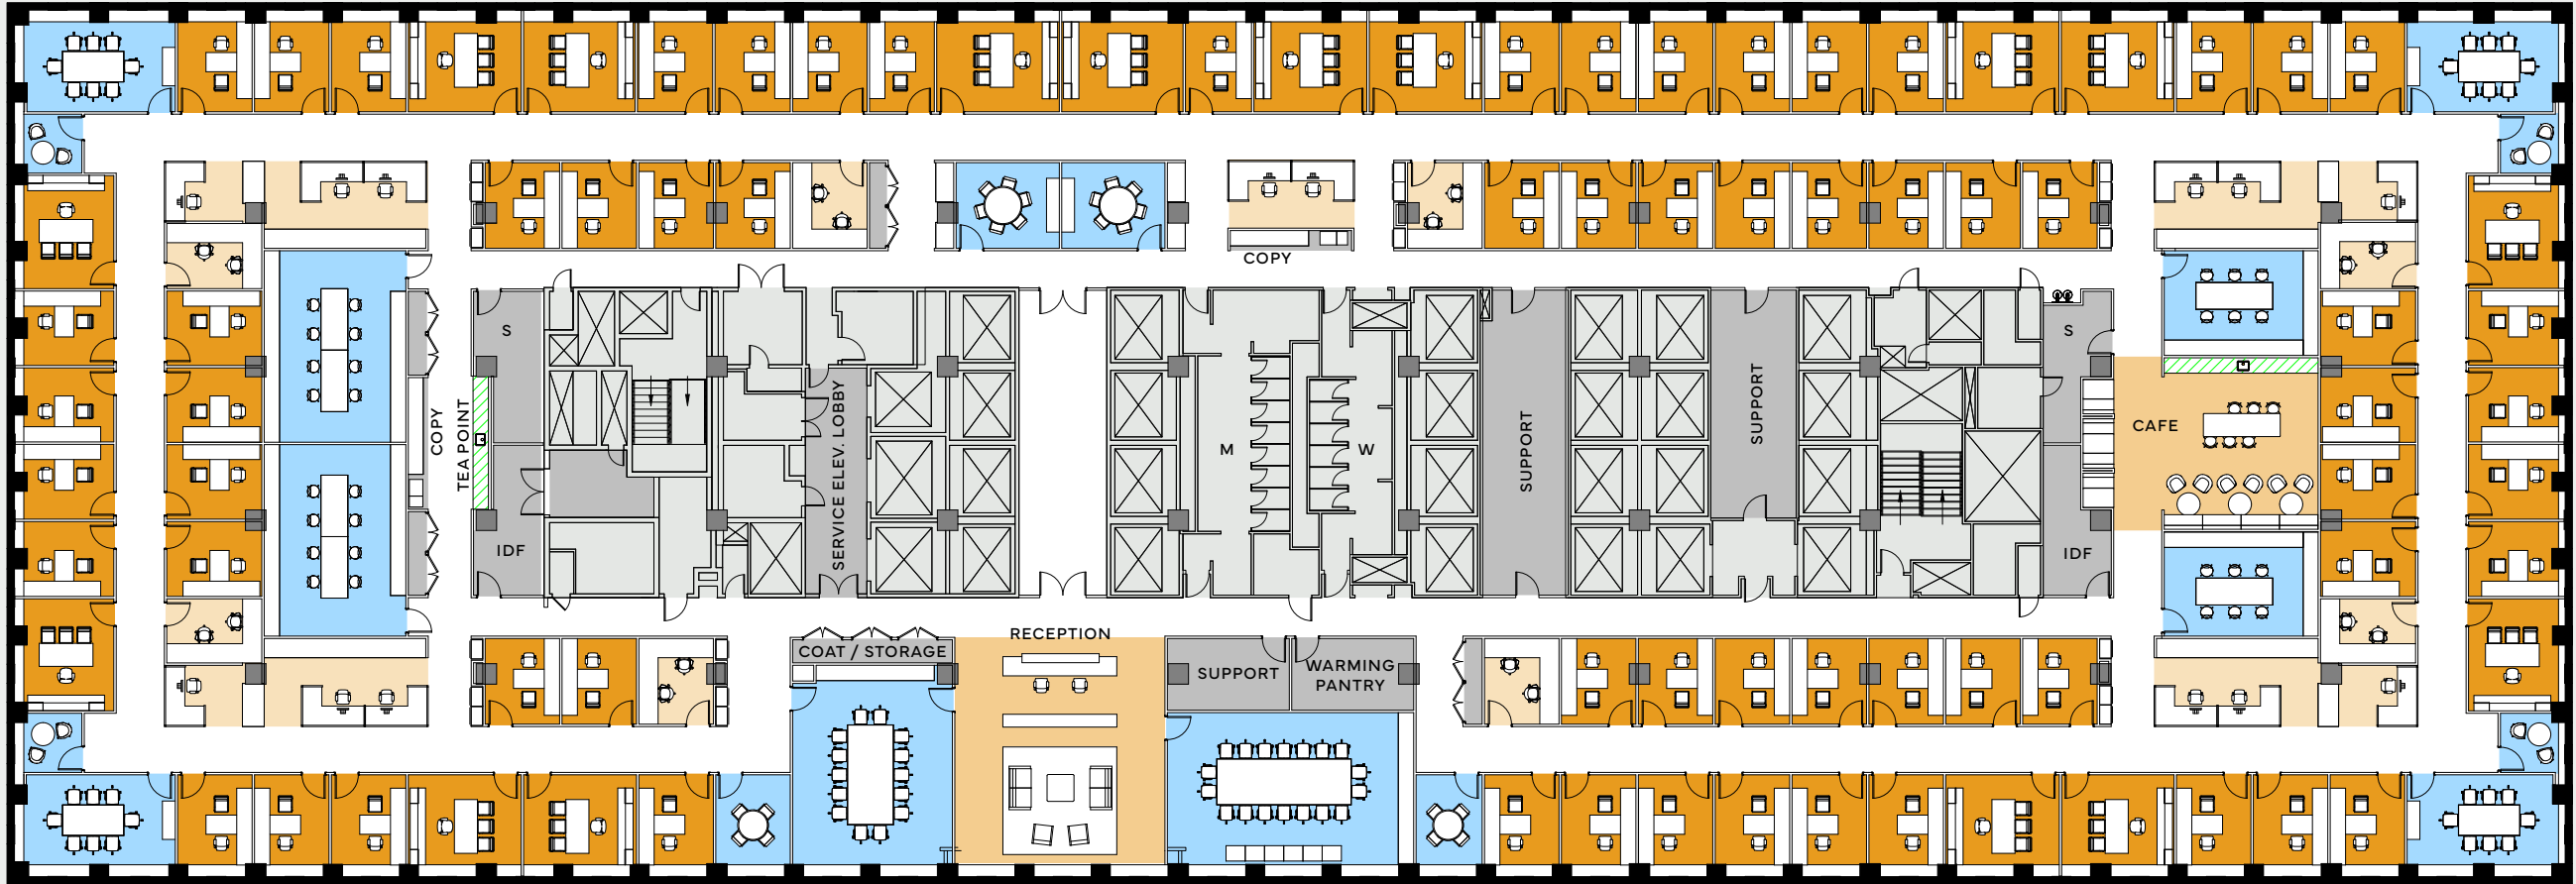 COPY
S
S
SUPPORT
COPY
TEA POINT
SERVICE ELEV. LOBBY
M
W
SUPPORT
CAFE
IDF
IDF
RECEPTION
COAT / STORAGE
SUPPORT
WARMING
PANTRY